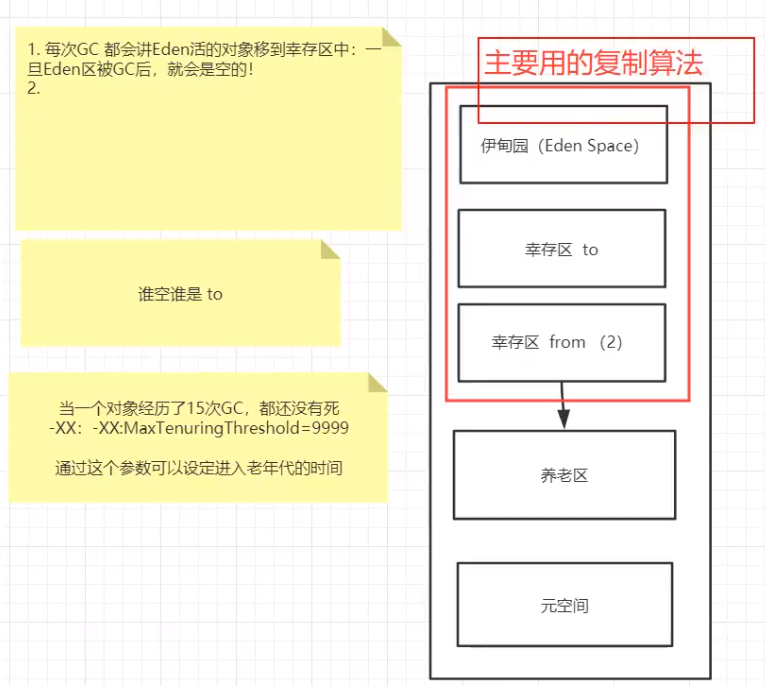 1. 每次GC 都会讲Eden活的对象移到幸存区中：一
旦Eden区被GC后，就会是空的！
2.
谁空谁是 to
当一个对象经历了15次GC，都还没有死
-XX：-XX:MaxTenuringThreshold=9999
通过这个参数可以设定进入老年代的时间
主要用的复制算法
伊甸园（Eden Space）
幸存区 to
幸存区 from （2）
养老区
元空间